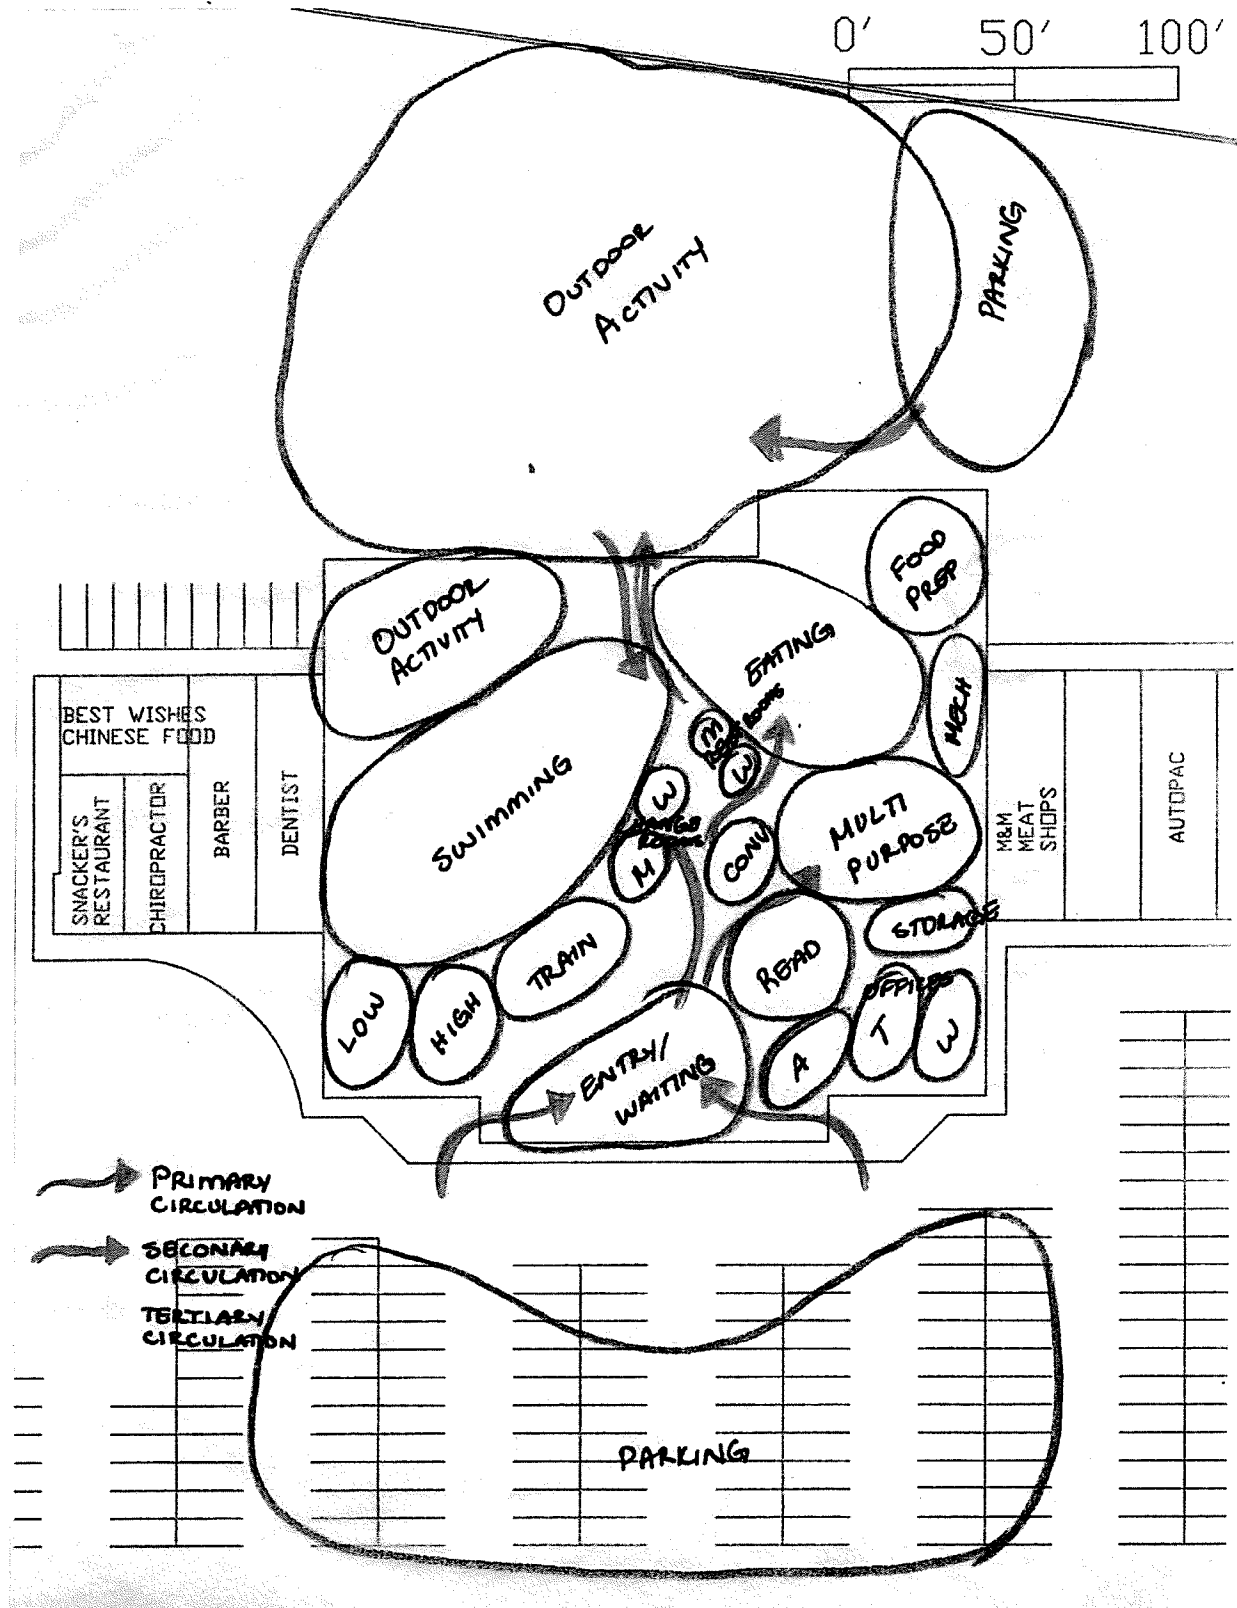 0' 50' 100'
OUTDOOR
ACTIVITY
PARKING
FOOD
PREP
OUTDOOR
ACTIVITY
EATING
MECH
M
W
ROOMS
BEST WISHES
CHINESE FOOD
SNACKER'S
RESTAURANT
CHIROPRACTOR
BARBER
DENTIST
SWIMMING
W
M
CONV
MULTI
PURPOSE
M&M
MEAT
SHOPS
AUTOPAC
STORAGE
TRAIN
READ
OFFICES
LOW
HIGH
ENTRY/
WAITING
A
T
W
PRIMARY
CIRCULATION
SECONARY
CIRCULATION
TERTIARY
CIRCULATION
PARKING